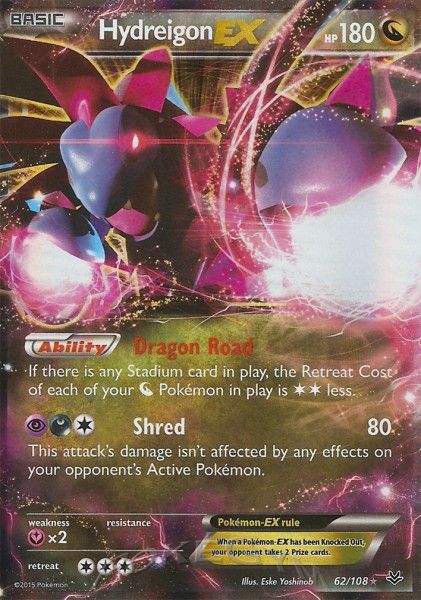 BASIC
Hydreigon EX
HP 180
Ability Dragon Road
If there is any Stadium card in play, the Retreat Cost
of each of your Pokémon in play is less.
Shred 80
This attack's damage isn't affected by any effects on
your opponent's Active Pokémon.
weakness resistance
×2
retreat
Pokémon-EX rule
When a Pokémon-EX has been Knocked Out,
your opponent takes 2 Prize cards.
©2015 Pokémon
Illus. Eske Yoshinob
62/108